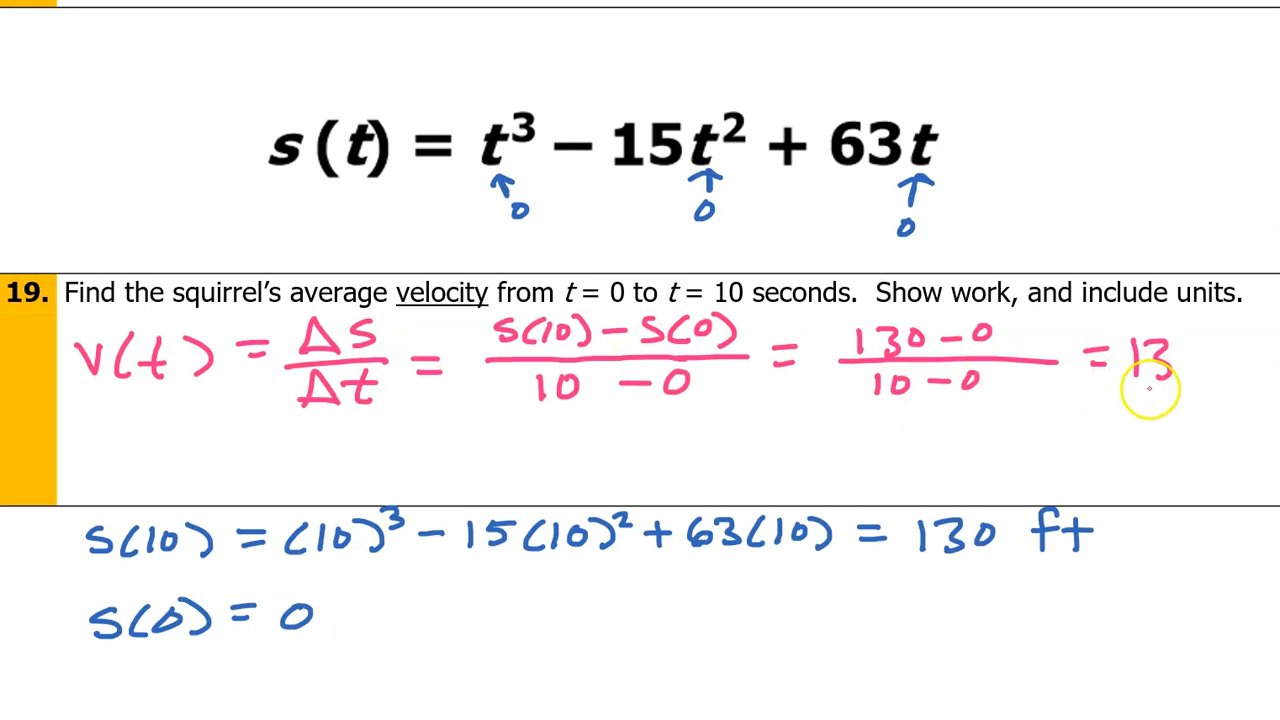 s(t) = t³ − 15t² + 63t
0 0 0
19. Find the squirrel's average velocity from t = 0 to t = 10 seconds. Show work, and include units.
v(t) = Δs/Δt = s(10) − s(0)/10 − 0 = 130 − 0/10 − 0 = 13
s(10) = (10)³ − 15(10)² + 63(10) = 130 ft
s(0) = 0